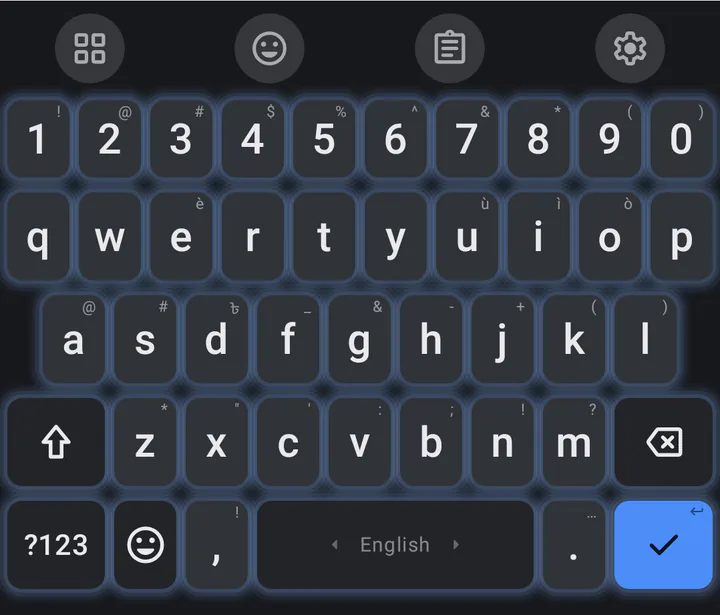 ! @ # $ % ^ & * ( )
1 2 3 4 5 6 7 8 9 0
è ù ì ò
q w e r t y u i o p
@ # ъ _ & - + ( )
a s d f g h j k l
* " ' : ; ! ?
z x c v b n m
! …
?123 , English .